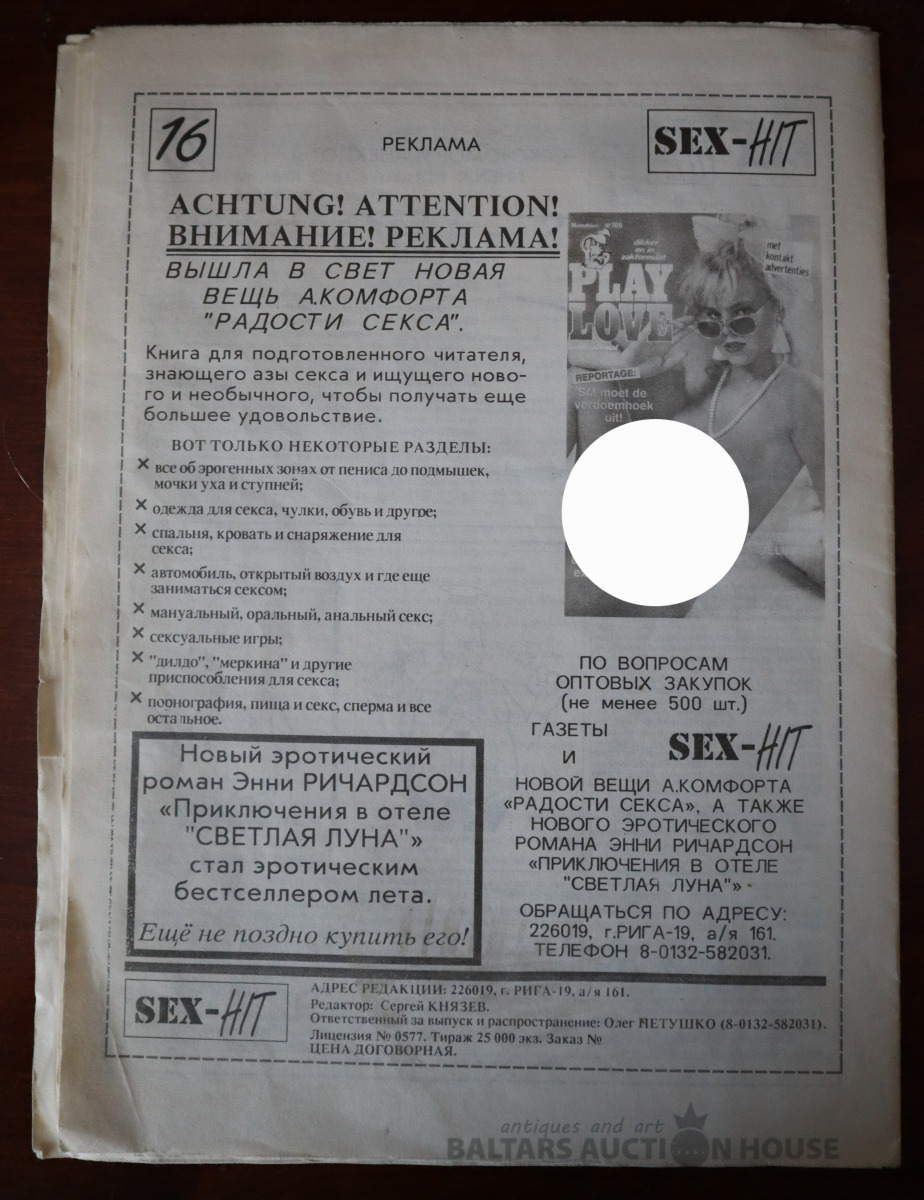 16
РЕКЛАМА
SEX-HIT
ACHTUNG! ATTENTION!
ВНИМАНИЕ! РЕКЛАМА!
ВЫШЛА В СВЕТ НОВАЯ
ВЕЩЬ А.КОМФОРТА
"РАДОСТИ СЕКСА".
Книга для подготовленного читателя,
знающего азы секса и ищущего ново-
го и необычного, чтобы получать еще
большее удовольствие.
ВОТ ТОЛЬКО НЕКОТОРЫЕ РАЗДЕЛЫ:
× все об эрогенных зонах от пениса до подмышек,
мочки уха и ступней;
× одежда для секса, чулки, обувь и другое;
× спальня, кровать и снаряжение для
секса;
× автомобиль, открытый воздух и где еще
заниматься сексом;
× мануальный, оральный, анальный секс;
× сексуальные игры;
× "дилдо", "меркина" и другие
приспособления для секса;
× порнография, пища и секс, сперма и все
остальное.
Новый эротический
роман Энни РИЧАРДСОН
«Приключения в отеле
"СВЕТЛАЯ ЛУНА"»
стал эротическим
бестселлером лета.
Ещё не поздно купить его!
dikker
en in
zakformaat
PLAY
LOVE
met
kontakt
advertenties
REPORTAGE:
SM moet de
verdoemhoek
uit!
ПО ВОПРОСАМ
ОПТОВЫХ ЗАКУПОК
(не менее 500 шт.)
ГАЗЕТЫ
И
SEX-HIT
НОВОЙ ВЕЩИ А.КОМФОРТА
«РАДОСТИ СЕКСА», А ТАКЖЕ
НОВОГО ЭРОТИЧЕСКОГО
РОМАНА ЭННИ РИЧАРДСОН
«ПРИКЛЮЧЕНИЯ В ОТЕЛЕ
"СВЕТЛАЯ ЛУНА"»
ОБРАЩАТЬСЯ ПО АДРЕСУ:
226019, г.РИГА-19, а/я 161.
ТЕЛЕФОН 8-0132-582031.
SEX-HIT
АДРЕС РЕДАКЦИИ: 226019, г. РИГА-19, а/я 161.
Редактор: Сергей КНЯЗЕВ.
Ответственный за выпуск и распространение: Олег ПЕТУШКО (8-0132-582031).
Лицензия № 0577. Тираж 25 000 экз. Заказ №
ЦЕНА ДОГОВОРНАЯ.
antiques and art
BALTARS AUCTION HOUSE